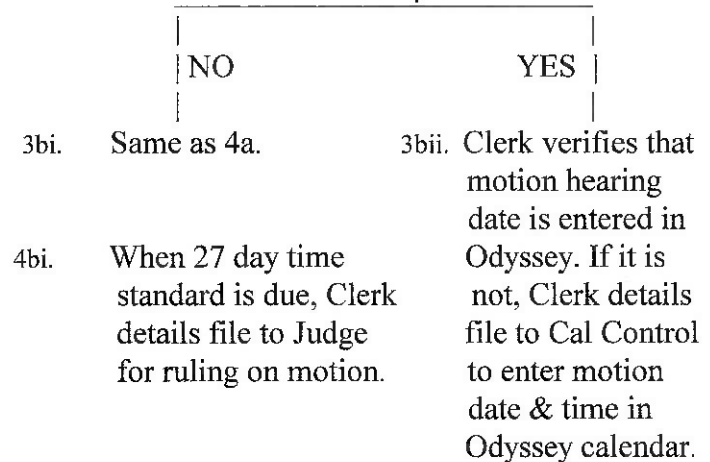 NO YES
3bi. Same as 4a.
4bi. When 27 day time
standard is due, Clerk
details file to Judge
for ruling on motion.
3bii. Clerk verifies that
motion hearing
date is entered in
Odyssey. If it is
not, Clerk details
file to Cal Control
to enter motion
date & time in
Odyssey calendar.